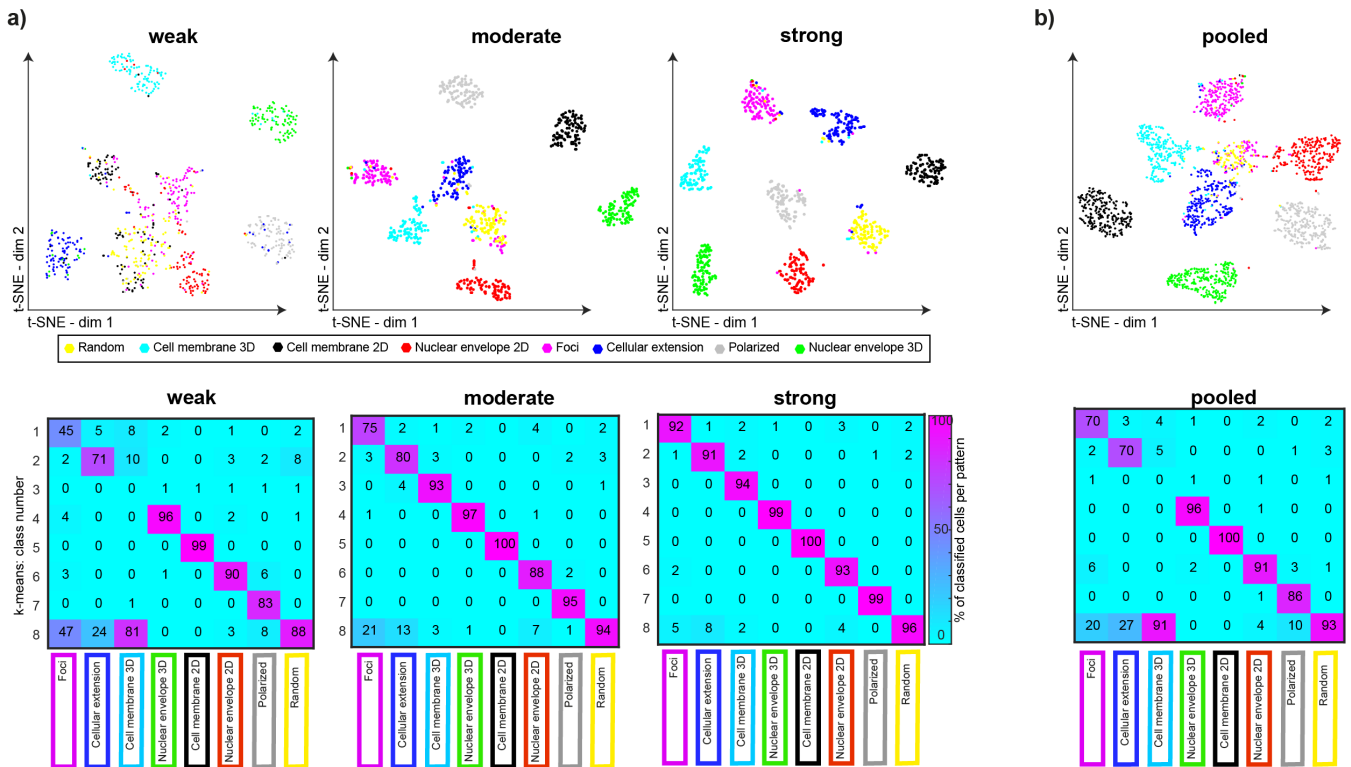 a)
b)
weak
moderate
strong
pooled
t-SNE - dim 2
t-SNE - dim 2
t-SNE - dim 2
t-SNE - dim 2
t-SNE - dim 1
t-SNE - dim 1
t-SNE - dim 1
t-SNE - dim 1
Random Cell membrane 3D Cell membrane 2D Nuclear envelope 2D Foci Cellular extension Polarized Nuclear envelope 3D
weak
k-means: class number
1 45 5 8 2 0 1 0 2
2 2 71 10 0 0 3 2 8
3 0 0 0 1 1 1 1 1
4 4 0 0 96 0 2 0 1
5 0 0 0 0 99 0 0 0
6 3 0 0 1 0 90 6 0
7 0 0 1 0 0 0 83 0
8 47 24 81 0 0 3 8 88
Foci
Cellular extension
Cell membrane 3D
Nuclear envelope 3D
Cell membrane 2D
Nuclear envelope 2D
Polarized
Random
moderate
1 75 2 1 2 0 4 0 2
2 3 80 3 0 0 0 2 3
3 0 4 93 0 0 0 0 1
4 1 0 0 97 0 1 0 0
5 0 0 0 0 100 0 0 0
6 0 0 0 0 0 88 2 0
7 0 0 0 0 0 0 95 0
8 21 13 3 1 0 7 1 94
Foci
Cellular extension
Cell membrane 3D
Nuclear envelope 3D
Cell membrane 2D
Nuclear envelope 2D
Polarized
Random
strong
1 92 1 2 1 0 3 0 2
2 1 91 2 0 0 0 1 2
3 0 0 94 0 0 0 0 0
4 0 0 0 99 0 0 0 0
5 0 0 0 0 100 0 0 0
6 2 0 0 0 0 93 0 0
7 0 0 0 0 0 0 99 0
8 5 8 2 0 0 4 0 96
Foci
Cellular extension
Cell membrane 3D
Nuclear envelope 3D
Cell membrane 2D
Nuclear envelope 2D
Polarized
Random
100
50
0
% of classified cells per pattern
pooled
70 3 4 1 0 2 0 2
2 70 5 0 0 0 1 3
1 0 0 1 0 1 0 1
0 0 0 96 0 1 0 0
0 0 0 0 100 0 0 0
6 0 0 2 0 91 3 1
0 0 0 0 0 1 86 0
20 27 91 0 0 4 10 93
Foci
Cellular extension
Cell membrane 3D
Nuclear envelope 3D
Cell membrane 2D
Nuclear envelope 2D
Polarized
Random